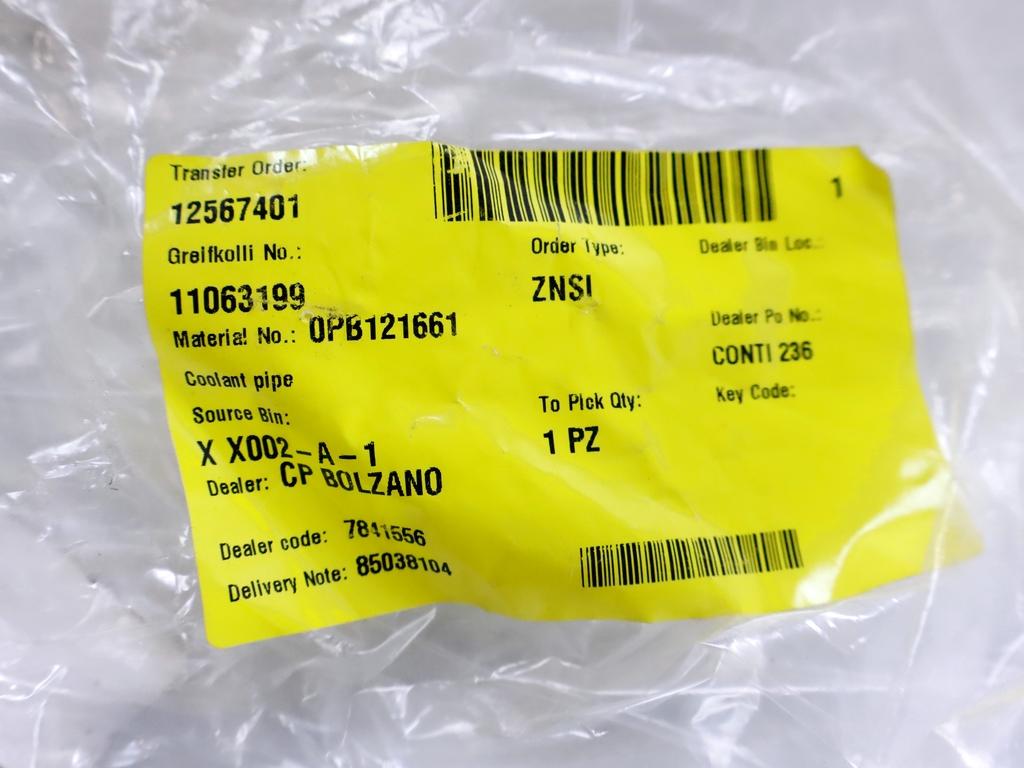 Transfer Order:
1
12567401
Greifkolli No.:
Order Type:
Dealer Bin Loc.:
11063199
ZNSI
Material No.: 0PB121661
Dealer Po No.:
CONTI 236
Coolant pipe
Key Code:
Source Bin:
To Pick Qty:
X X002-A-1
1 PZ
Dealer: CP BOLZANO
Dealer code: 7841556
Delivery Note: 85038104